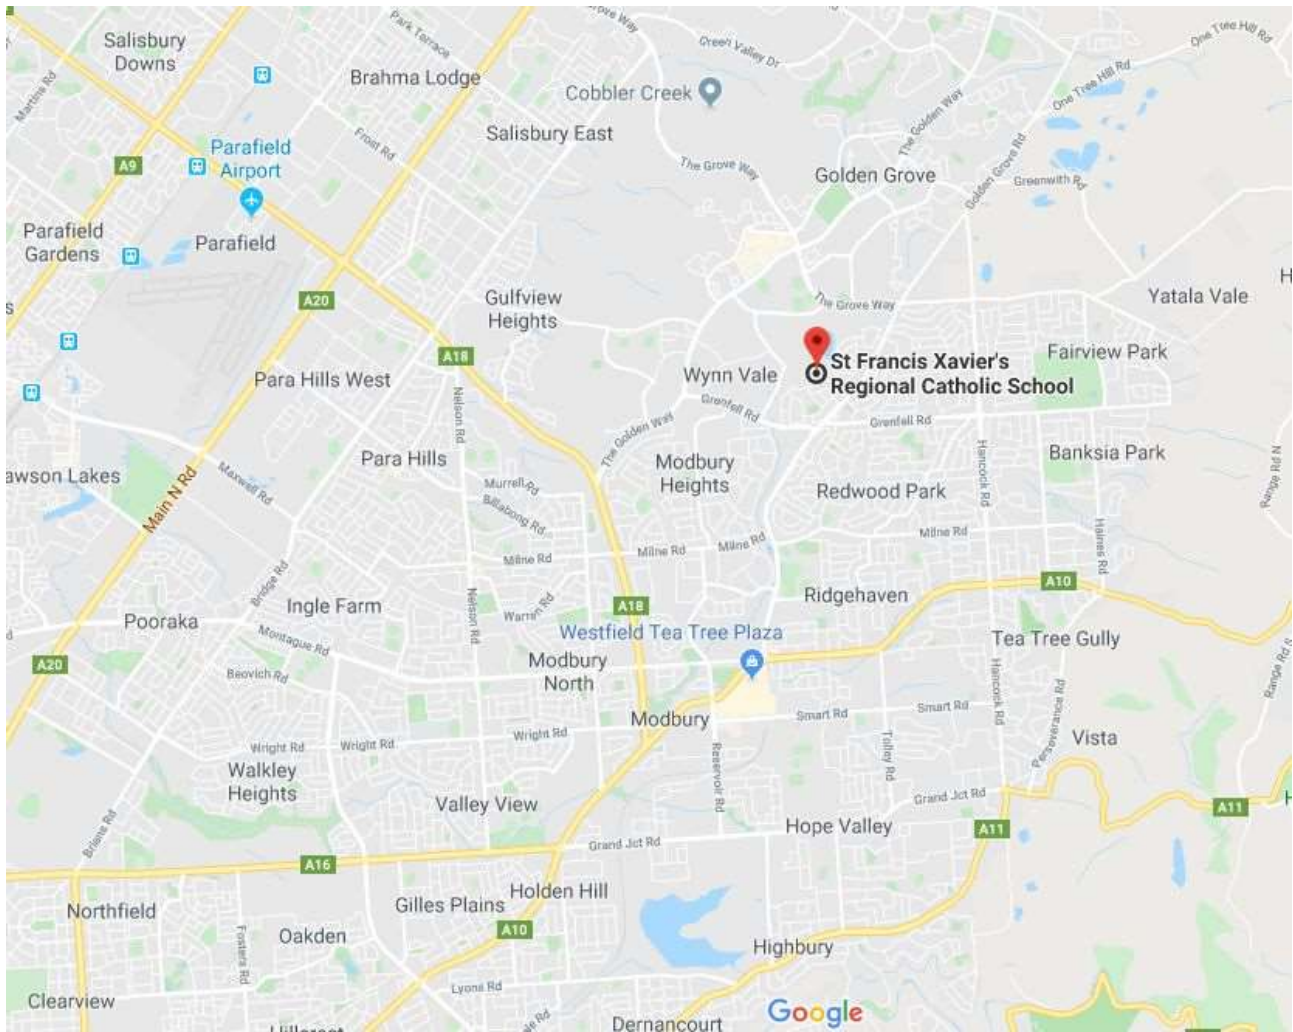 Salisbury
Downs
Park Terrace
Brahma Lodge
Green Valley Dr
One Tree Hill Rd
One Tree Hill Rd
Martins Rd
Cobbler Creek
Salisbury East
Frost Rd
The Golden Way
Parafield
Airport
A9
The Grove Way
Golden Grove
Golden Grove Rd
Greenwith Rd
Parafield
Gardens
Parafield
A20
Gulfview
Heights
The Grove Way
Yatala Vale
A18
St Francis Xavier's
Regional Catholic School
Fairview Park
Para Hills West
Wynn Vale
Nelson Rd
Grenfell Rd
Grenfell Rd
The Golden Way
Para Hills
Modbury
Heights
Hancock Rd
Banksia Park
awson Lakes
Maxwell Rd
Main N Rd
Murrell Rd
Billabong Rd
Redwood Park
Range Rd N
Milne Rd
Milne Rd
Milne Rd
Milne Rd
Haines Rd
Bridge Rd
A10
Ingle Farm
Nelson Rd
Warren Rd
A18
Ridgehaven
Pooraka
Montague Rd
Westfield Tea Tree Plaza
Tea Tree Gully
A20
Beovich Rd
Modbury
North
Hancock Rd
Range Rd S
Modbury
Smart Rd
Smart Rd
Perseverance Rd
Wright Rd
Wright Rd
Wright Rd
Reservoir Rd
Tolley Rd
Vista
Walkley
Heights
Valley View
Grand Jct Rd
A11
Briens Rd
Hope Valley
A11
Grand Jct Rd
A16
Northfield
Gilles Plains
Holden Hill
Fosters Rd
Oakden
A10
Highbury
Lyons Rd
Clearview
Google
Dernancourt